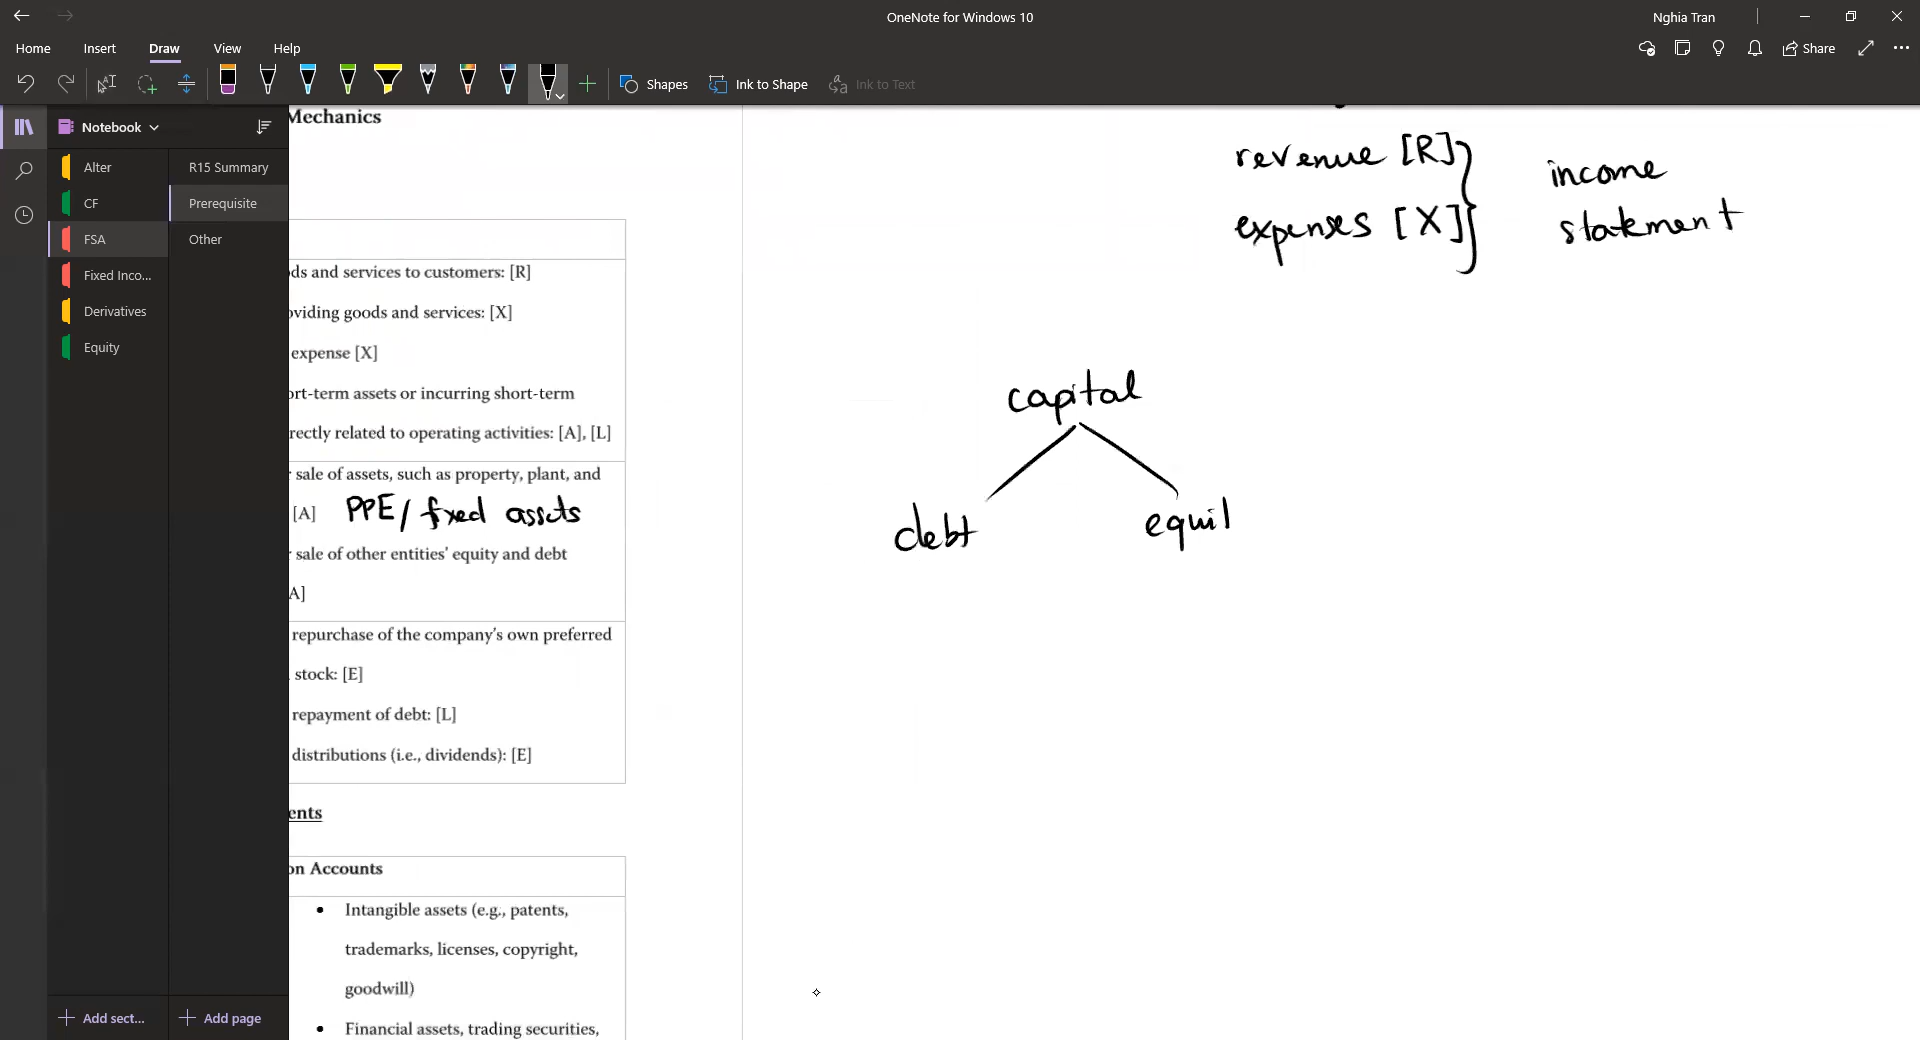 OneNote for Windows 10
Nghia Tran
Home Insert Draw View Help
Share
Shapes Ink to Shape Ink to Text
Notebook
Alter
CF
FSA
Fixed Inco...
Derivatives
Equity
R15 Summary
Prerequisite
Other
Add sect...
Add page
Mechanics
ods and services to customers: [R]
oviding goods and services: [X]
expense [X]
ort-term assets or incurring short-term
rectly related to operating activities: [A], [L]
r sale of assets, such as property, plant, and
[A] PPE/ fixed assets
r sale of other entities’ equity and debt
A]
repurchase of the company’s own preferred
stock: [E]
repayment of debt: [L]
distributions (i.e., dividends): [E]
ents
on Accounts
• Intangible assets (e.g., patents,
trademarks, licenses, copyright,
goodwill)
• Financial assets, trading securities,
revenue [R]
expenses [X]
income
statement
capital
debt equil